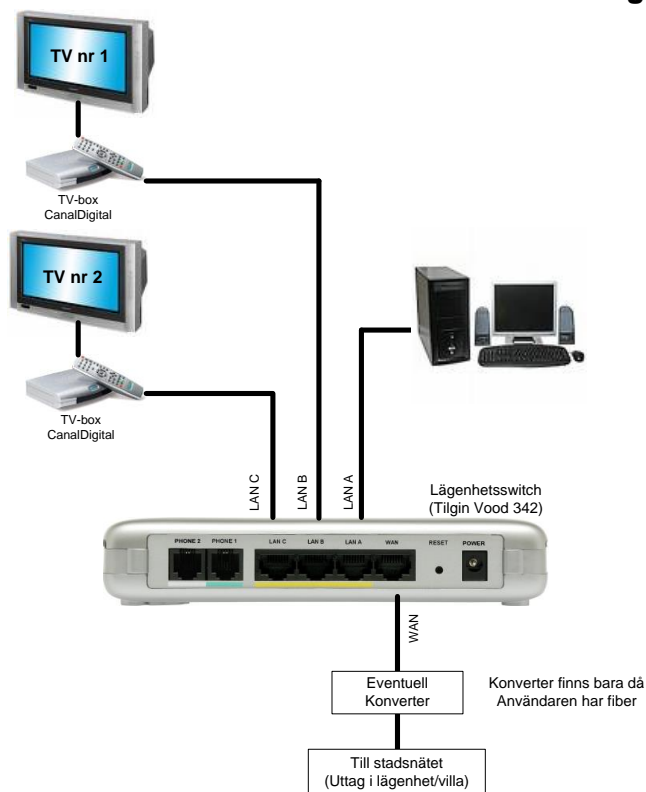 g
TV nr 1
TV-box
CanalDigital
TV nr 2
TV-box
CanalDigital
LAN C
LAN B
LAN A
Lägenhetsswitch
(Tilgin Vood 342)
PHONE 2 PHONE 1 LAN C LAN B LAN A WAN RESET POWER
WAN
Eventuell
Konverter
Konverter finns bara då
Användaren har fiber
Till stadsnätet
(Uttag i lägenhet/villa)